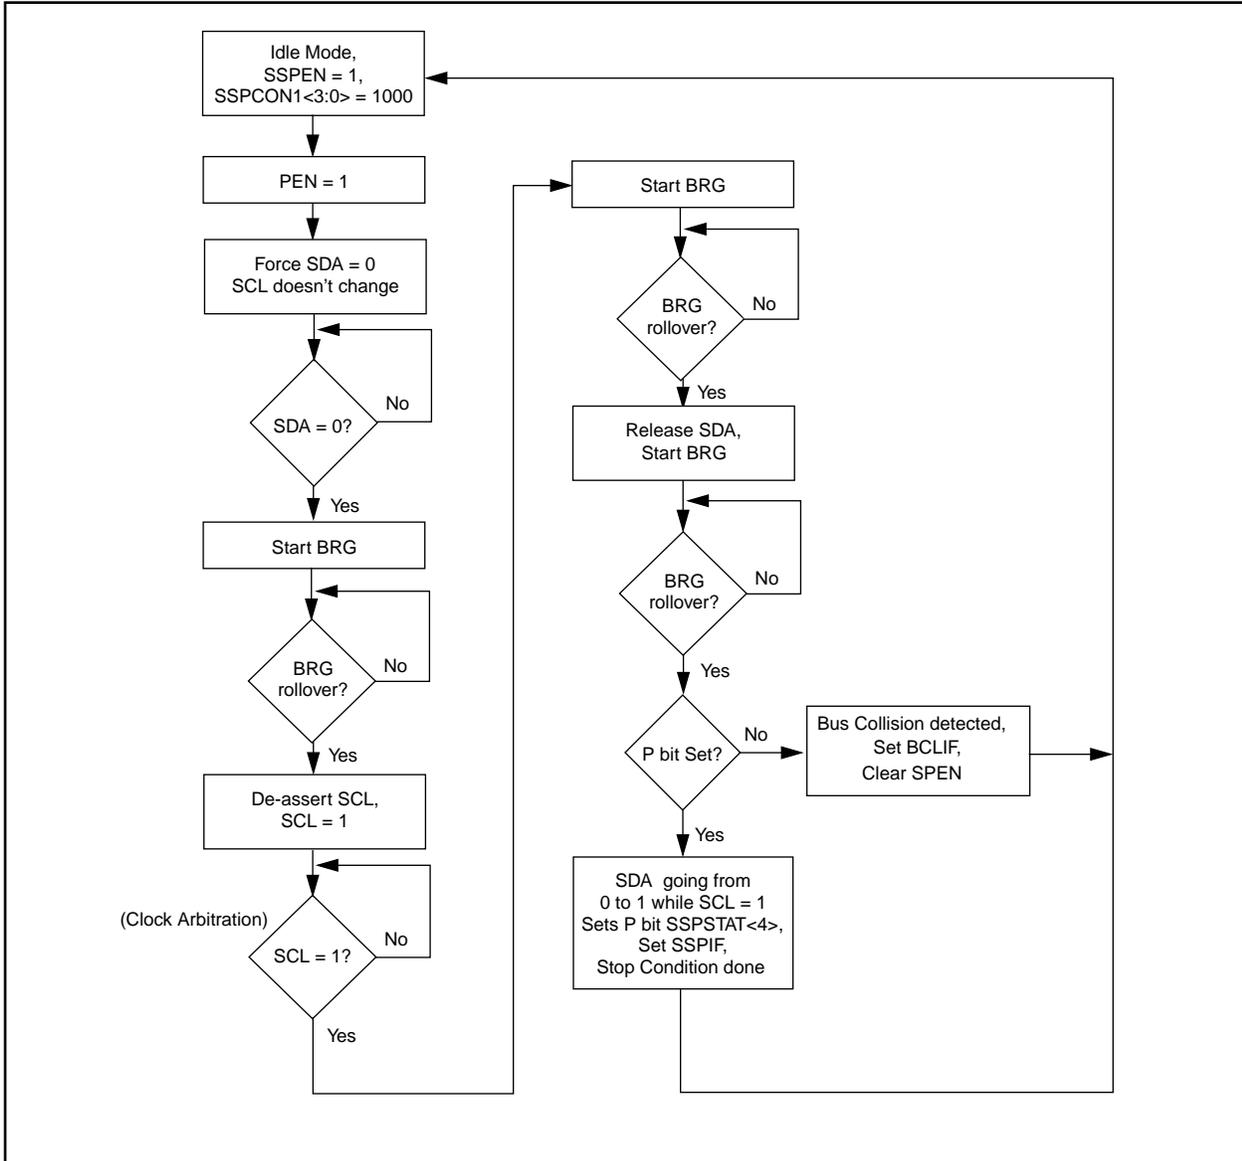 Idle Mode,
SSPEN = 1,
SSPCON1<3:0> = 1000
PEN = 1
Force SDA = 0
SCL doesn't change
No
SDA = 0?
Yes
Start BRG
No
BRG
rollover?
Yes
De-assert SCL,
SCL = 1
(Clock Arbitration)
No
SCL = 1?
Yes
Start BRG
No
BRG
rollover?
Yes
Release SDA,
Start BRG
No
BRG
rollover?
Yes
No
P bit Set?
Bus Collision detected,
Set BCLIF,
Clear SPEN
Yes
SDA going from
0 to 1 while SCL = 1
Sets P bit SSPSTAT<4>,
Set SSPIF,
Stop Condition done